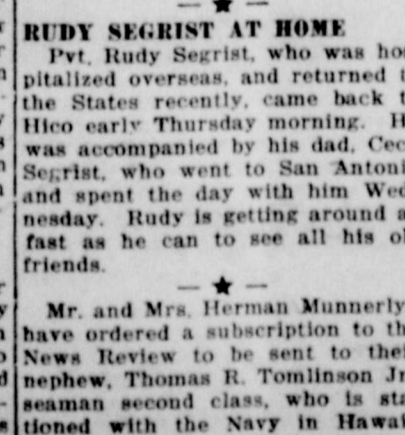 RUDY SEGRIST AT HOME
Pvt. Rudy Segrist, who was hos
pitalized overseas, and returned t
the States recently, came back t
Hico early Thursday morning. H
was accompanied by his dad, Cec
Segrist, who went to San Antoni
and spent the day with him Wed
nesday. Rudy is getting around a
fast as he can to see all his ol
friends.
Mr. and Mrs. Herman Munnerly
have ordered a subscription to th
News Review to be sent to thei
nephew, Thomas R. Tomlinson Jr
seaman second class, who is sta
tioned with the Navy in Hawai